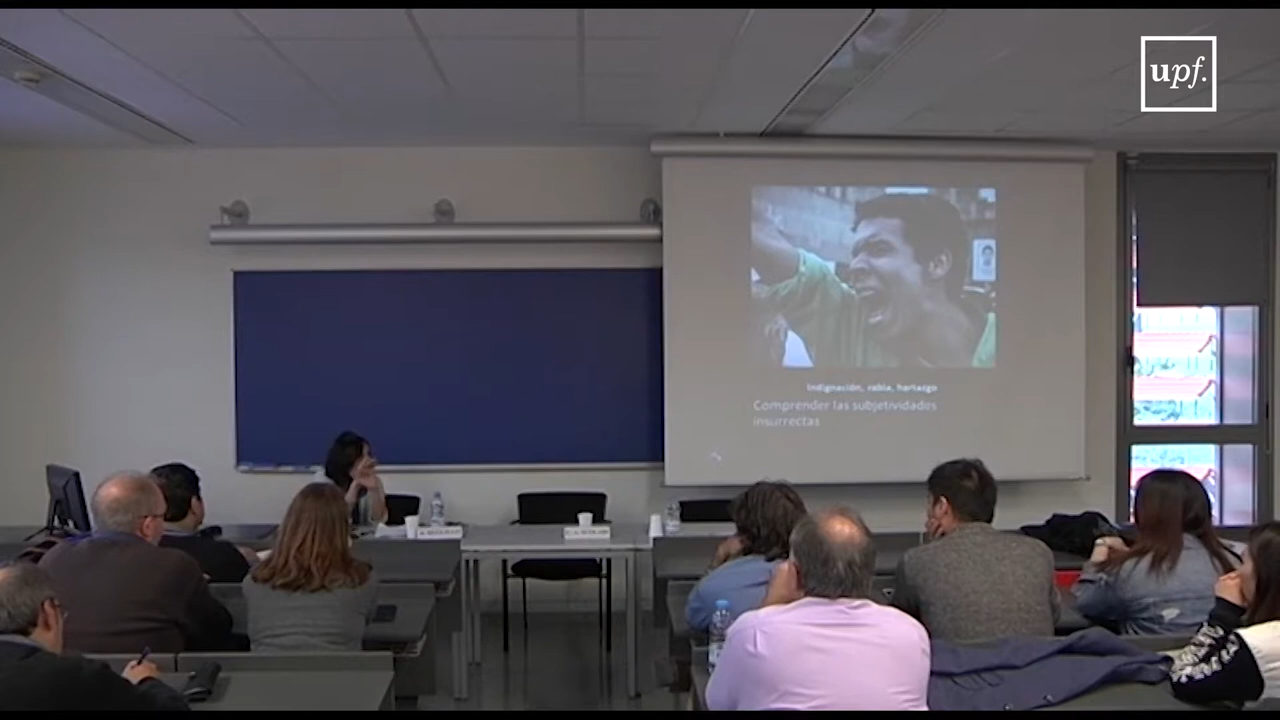 upf.
Indignación, rabia, hartazgo
Comprender las subjetividades
insurrectas